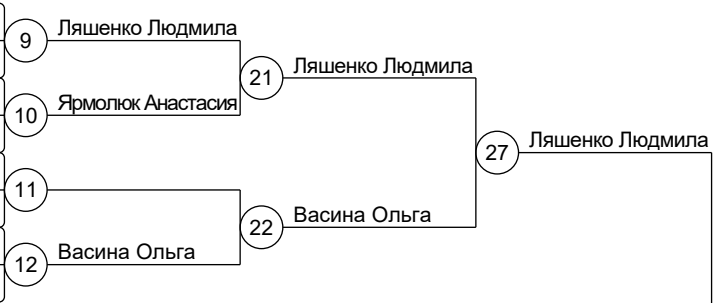 9 Ляшенко Людмила
21 Ляшенко Людмила
10 Ярмолюк Анастасия
27 Ляшенко Людмила
11
22 Васина Ольга
12 Васина Ольга